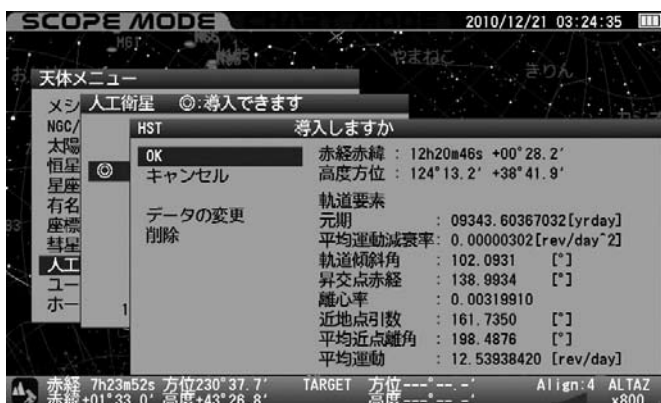 SCOPE MODE CHART MODE 2010/12/21 03:24:35
やまねこ
きりん
天体メニュー
メシ
NGC/
太陽
恒星
星座
有名
座標
彗星
人工
ユー
ホー
人工衛星 ◎:導入できます
◎
1
HST 導入しますか
OK
キャンセル
データの変更
削除
赤経赤緯 : 12h20m46s +00°28.2′
高度方位 : 124°13.2′ +38°41.9′
軌道要素
元期 : 09343.60367032[yrday]
平均運動減衰率: 0.00000302[rev/day^2]
軌道傾斜角 : 102.0931 [°]
昇交点赤経 : 138.9934 [°]
離心率 : 0.00319910
近地点引数 : 161.7350 [°]
平均近点離角 : 198.4876 [°]
平均運動 : 12.53938420 [rev/day]
赤経 7h23m52s 方位230°37.7′ TARGET 方位---°--.-′ Align:4 ALTAZ
赤緯+01°33.0′ 高度+43°26.8′ 高度---°--.-′ x800